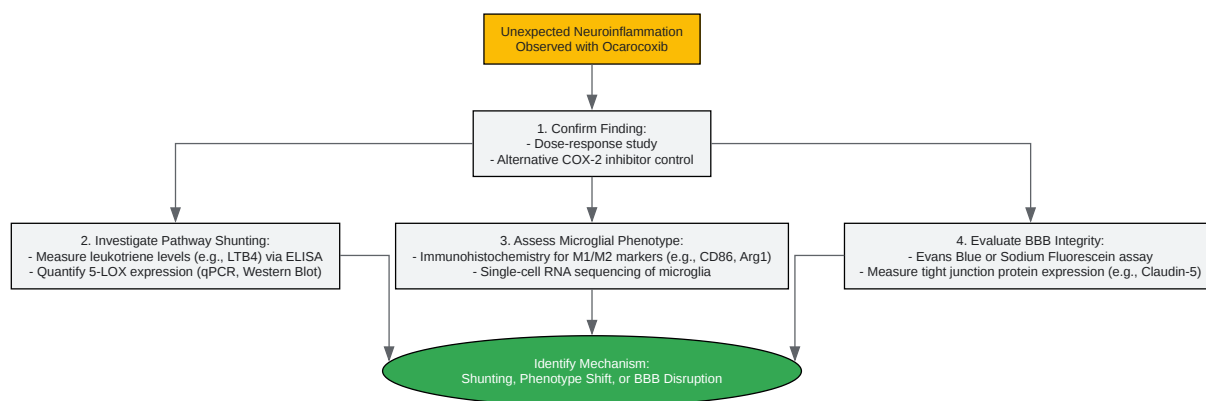 Unexpected Neuroinflammation
Observed with Ocarocoxib
1. Confirm Finding:
- Dose-response study
- Alternative COX-2 inhibitor control
2. Investigate Pathway Shunting:
- Measure leukotriene levels (e.g., LTB4) via ELISA
- Quantify 5-LOX expression (qPCR, Western Blot)
3. Assess Microglial Phenotype:
- Immunohistochemistry for M1/M2 markers (e.g., CD86, Arg1)
- Single-cell RNA sequencing of microglia
4. Evaluate BBB Integrity:
- Evans Blue or Sodium Fluorescein assay
- Measure tight junction protein expression (e.g., Claudin-5)
Identify Mechanism:
Shunting, Phenotype Shift, or BBB Disruption